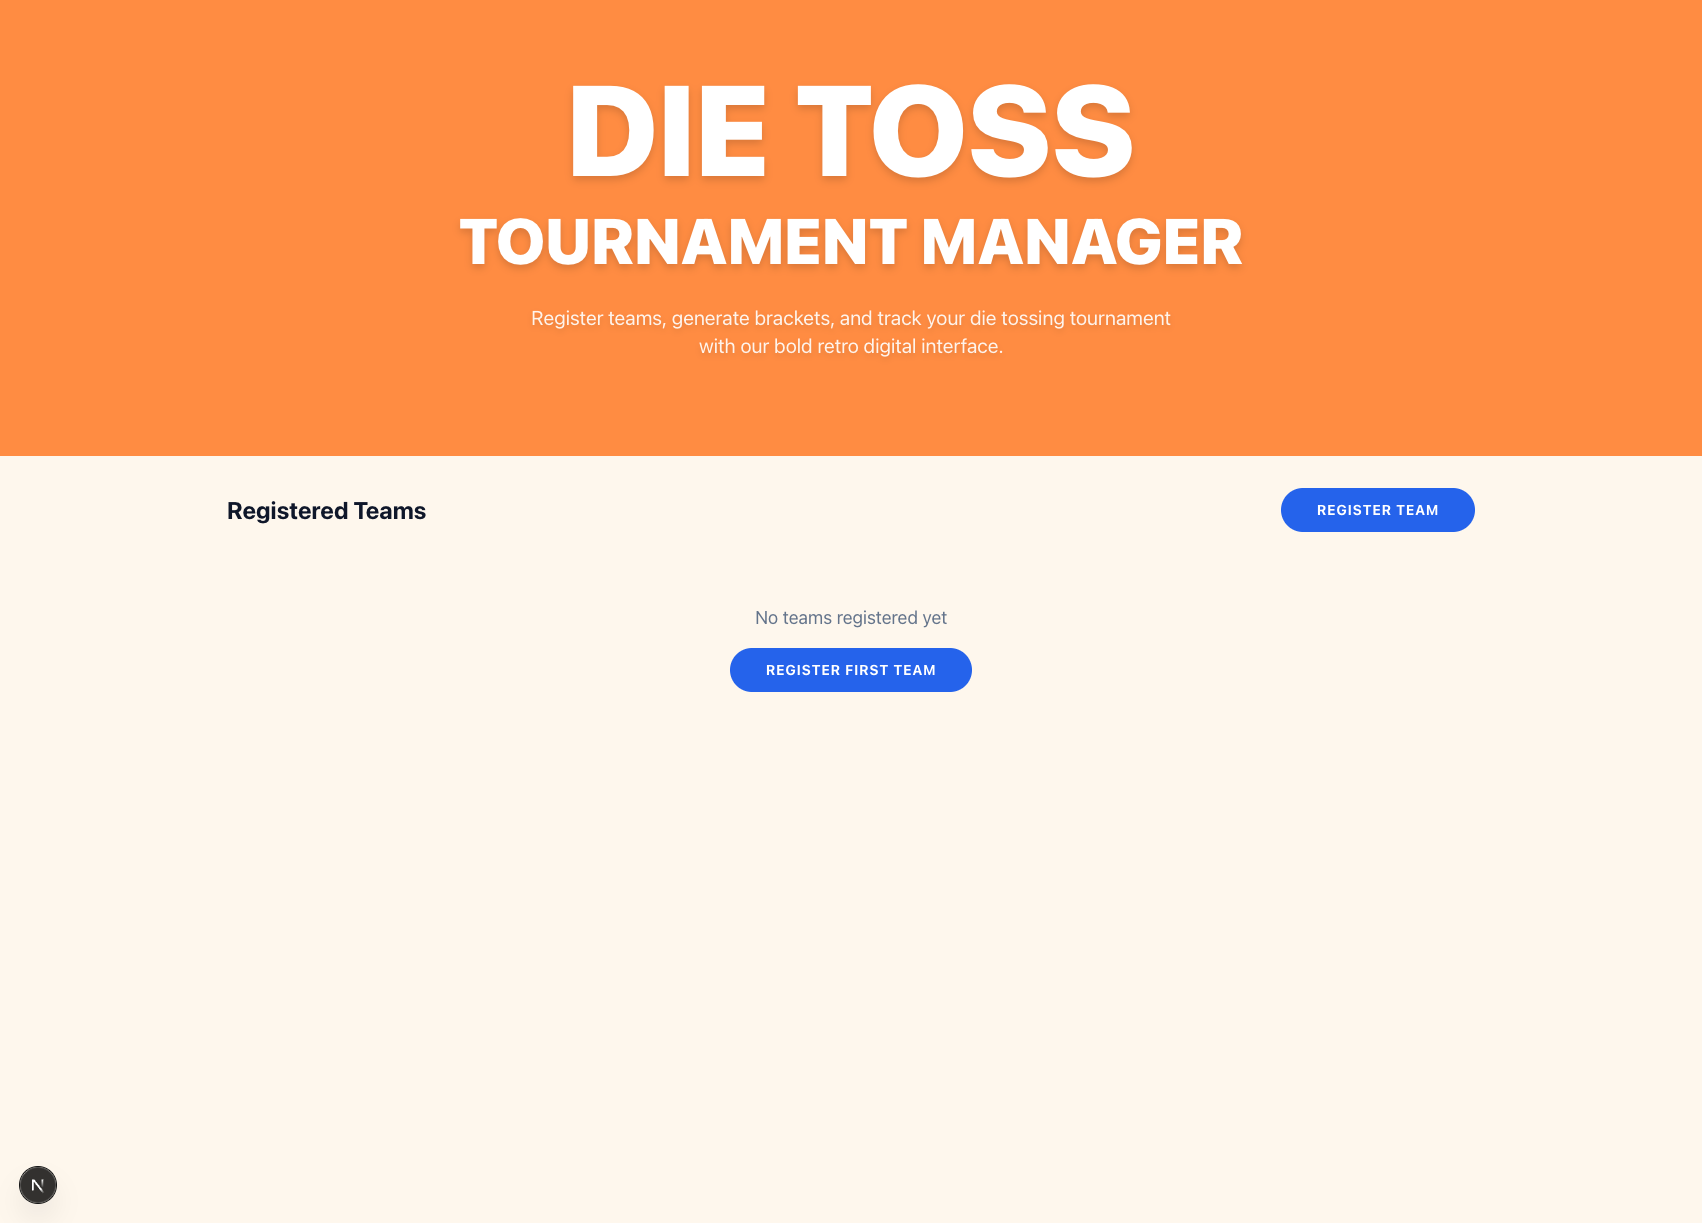 DIE TOSS
TOURNAMENT MANAGER
Register teams, generate brackets, and track your die tossing tournament
with our bold retro digital interface.
Registered Teams
REGISTER TEAM
No teams registered yet
REGISTER FIRST TEAM
N